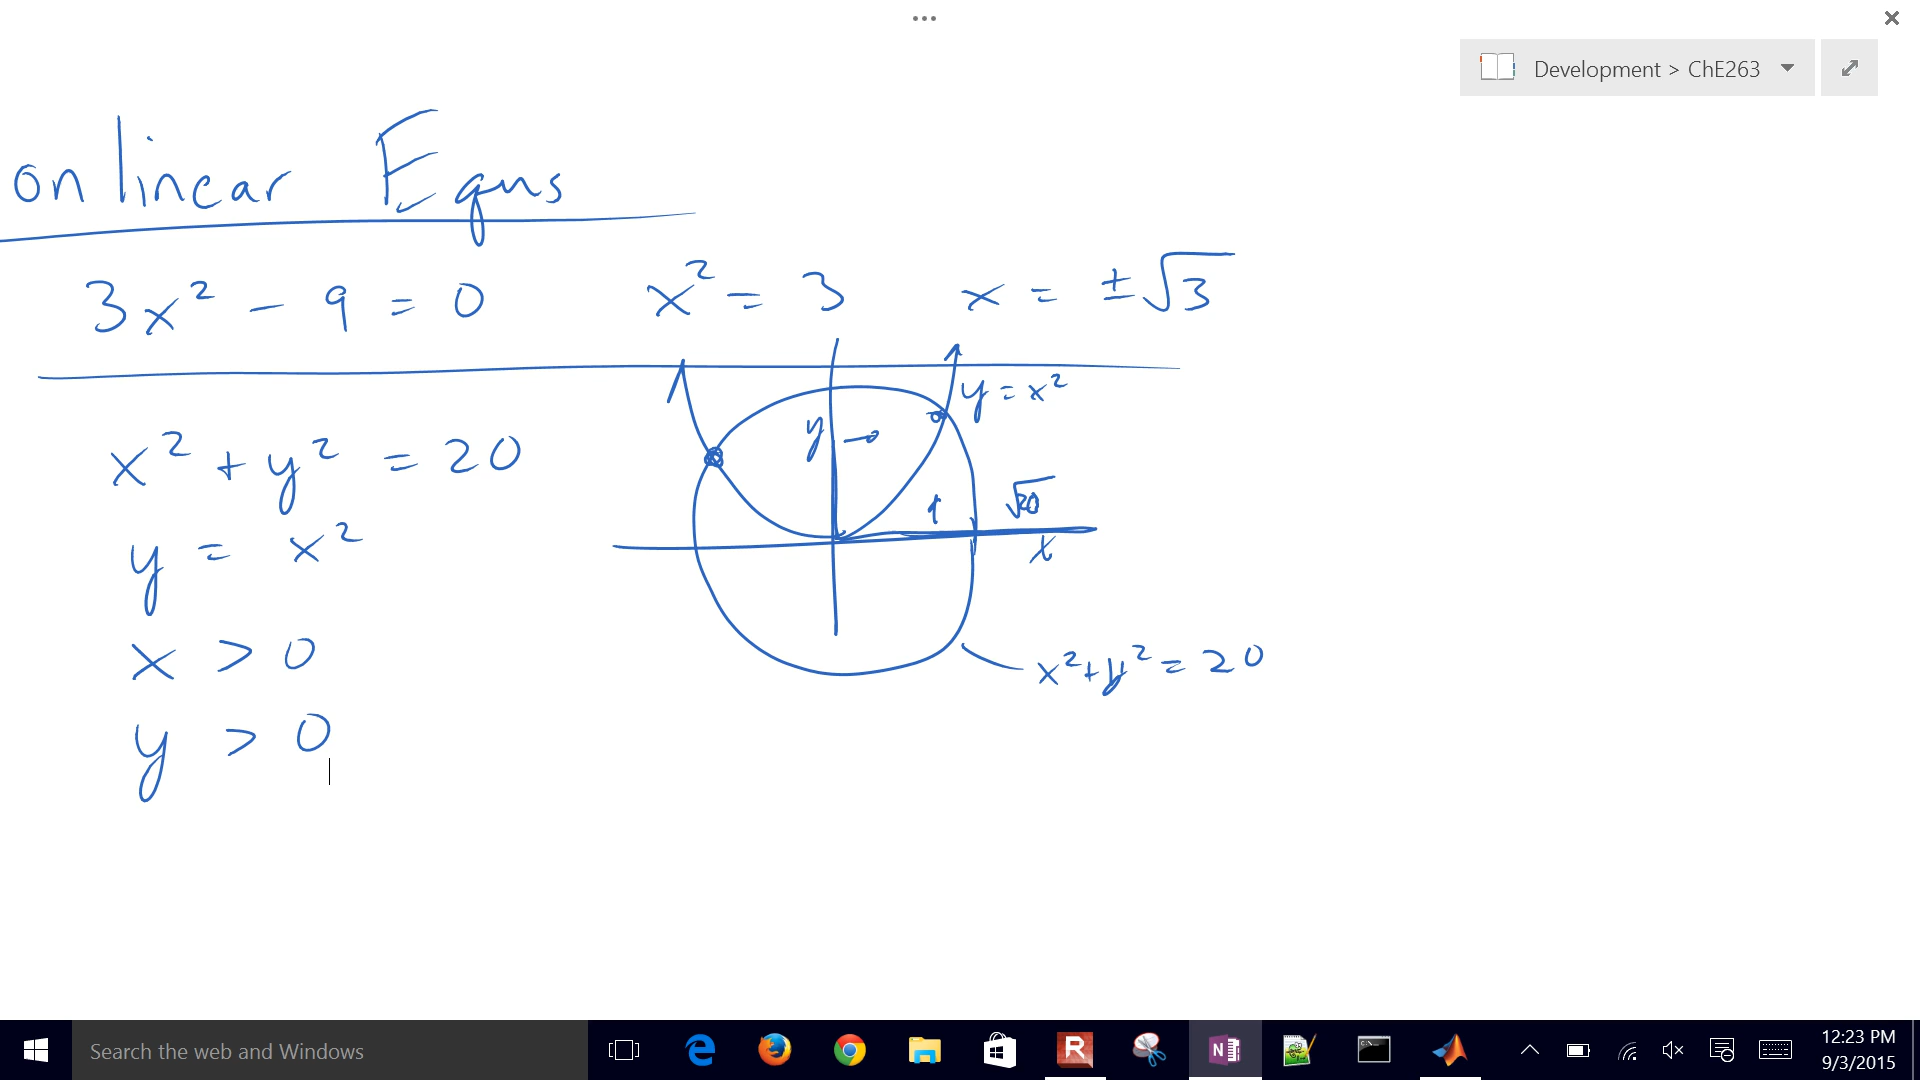 Development > ChE263
onlinear Eqns
3x² - 9 = 0 x² = 3 x = ±√3
x² + y² = 20
y = x²
x > 0
y > 0
y = x²
y
√20
x
x² + y² = 20
Search the web and Windows
12:23 PM
9/3/2015